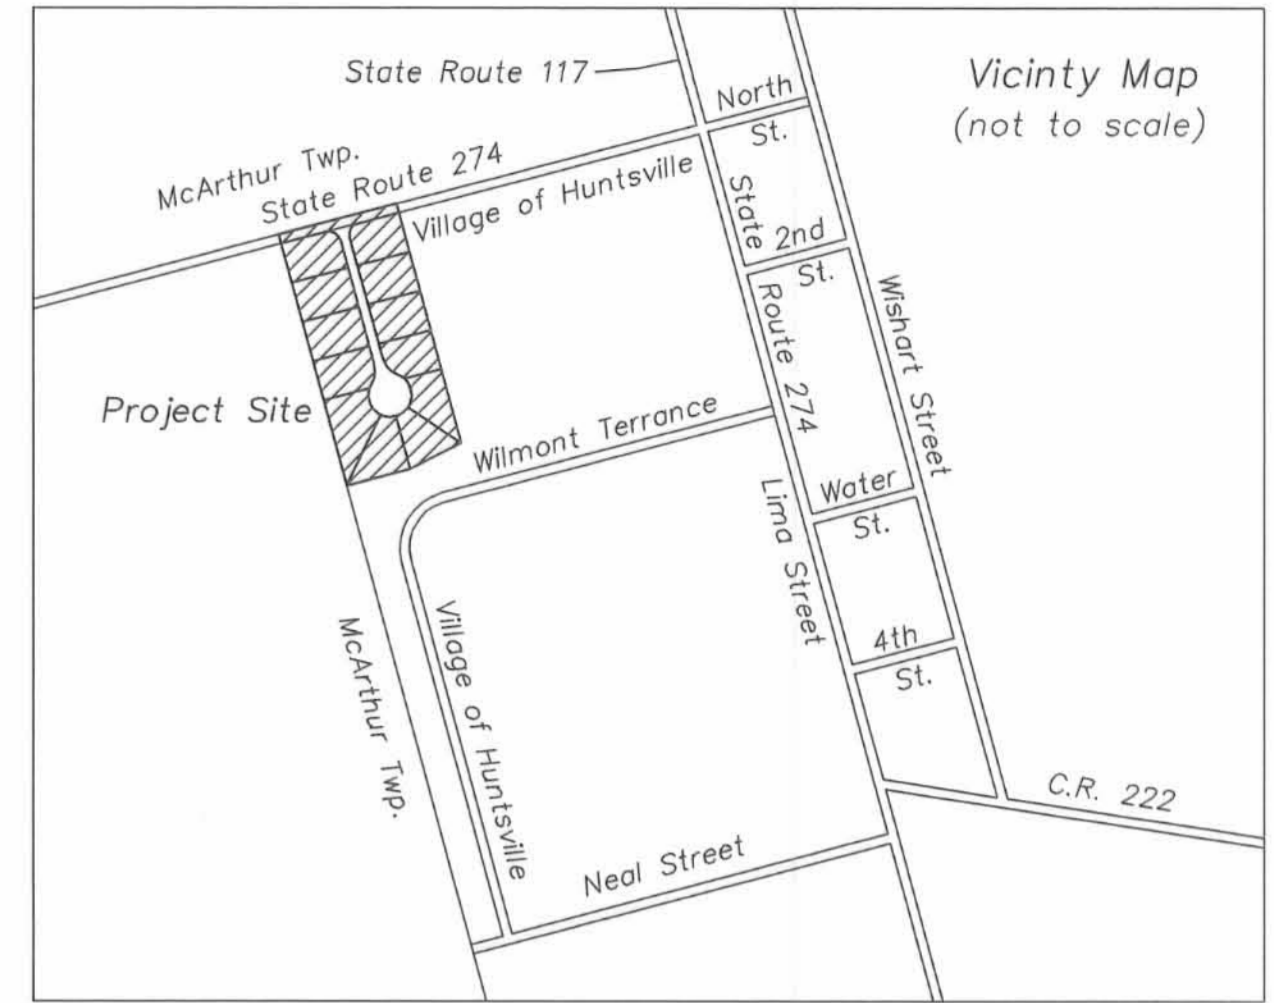 State Route 117
Vicinty Map
(not to scale)
North
St.
McArthur Twp.
State Route 274
Village of Huntsville
State
Route 274
2nd
St.
Wishart Street
Project Site
Wilmont Terrance
Lima Street
Water
St.
4th
St.
McArthur Twp.
Village of Huntsville
C.R. 222
Neal Street